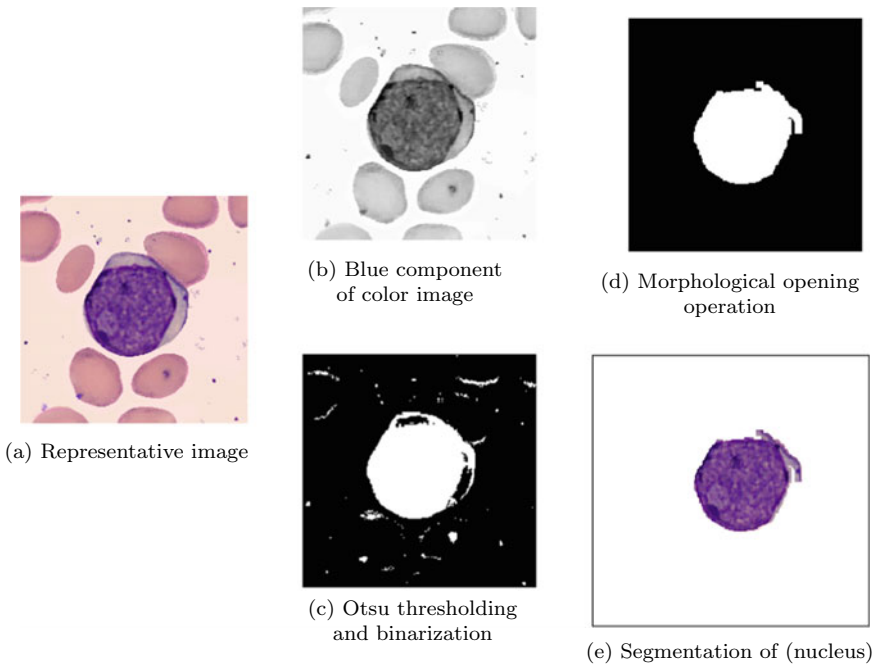 (a) Representative image
(b) Blue component
of color image
(c) Otsu thresholding
and binarization
(d) Morphological opening
operation
(e) Segmentation of (nucleus)